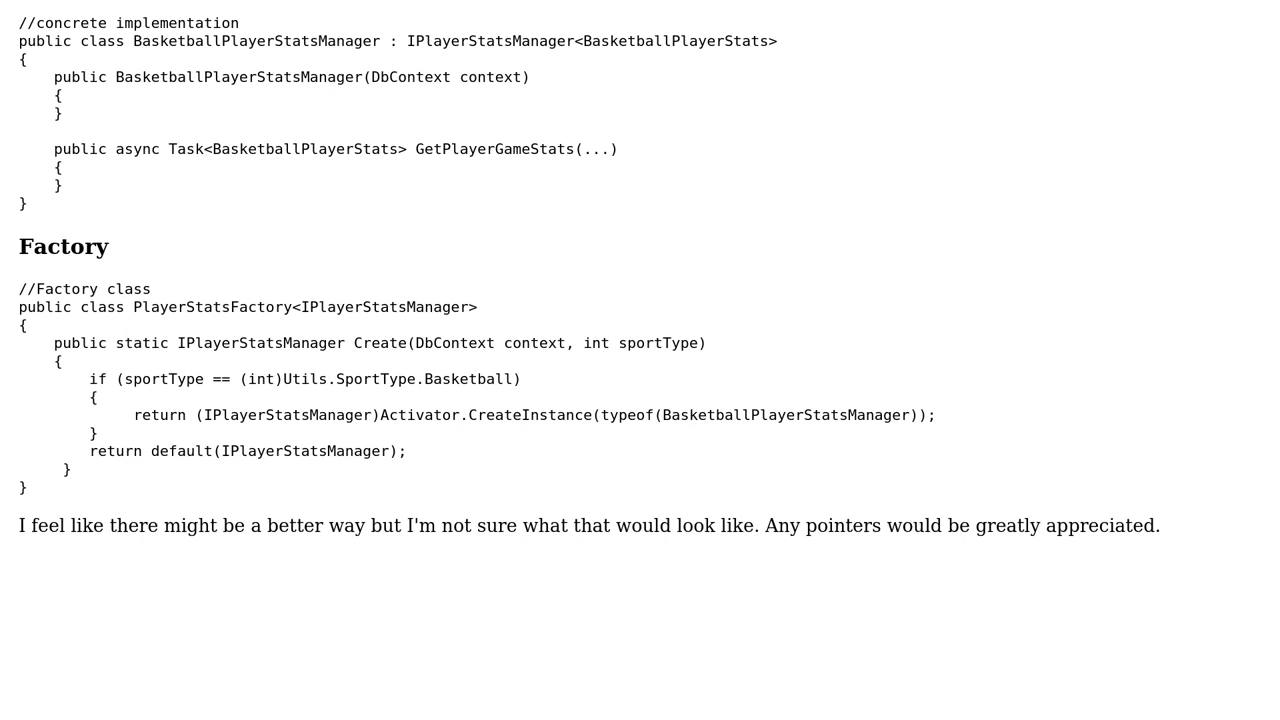 //concrete implementation
public class BasketballPlayerStatsManager : IPlayerStatsManager<BasketballPlayerStats>
{
    public BasketballPlayerStatsManager(DbContext context)
    {
    }

    public async Task<BasketballPlayerStats> GetPlayerGameStats(...)
    {
    }
}
Factory
//Factory class
public class PlayerStatsFactory<IPlayerStatsManager>
{
    public static IPlayerStatsManager Create(DbContext context, int sportType)
    {
        if (sportType == (int)Utils.SportType.Basketball)
        {
             return (IPlayerStatsManager)Activator.CreateInstance(typeof(BasketballPlayerStatsManager));
        }
        return default(IPlayerStatsManager);
     }
}
I feel like there might be a better way but I'm not sure what that would look like. Any pointers would be greatly appreciated.